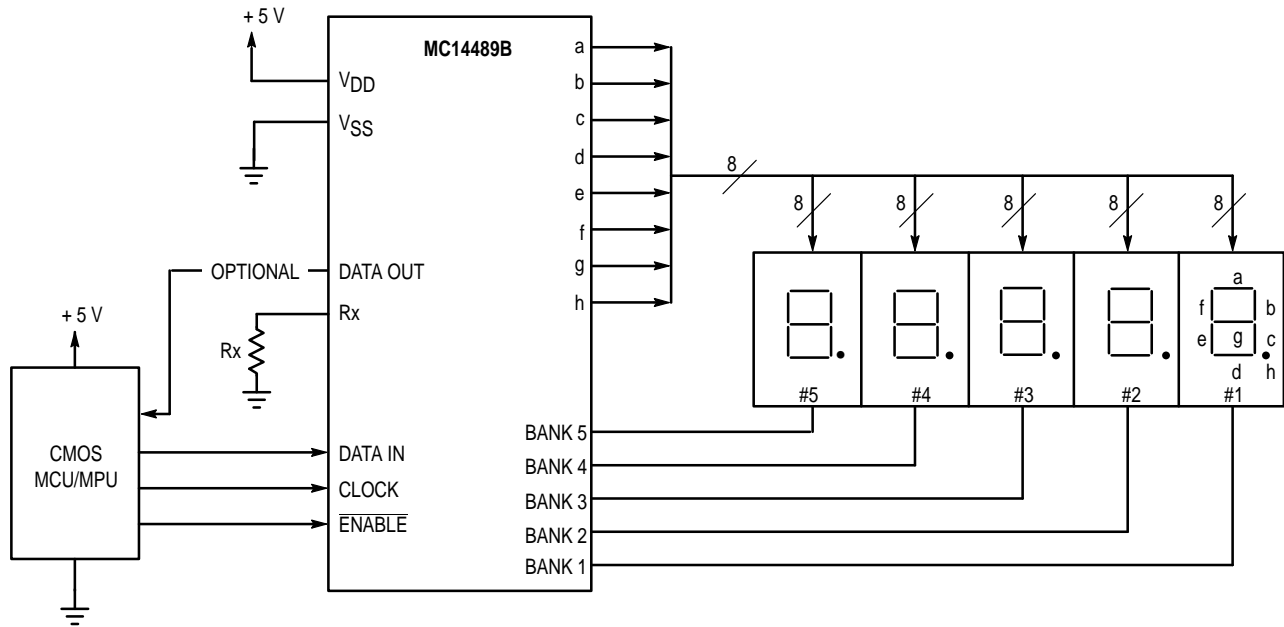 + 5 V
MC14489B
VDD
VSS
a
b
c
d
e
f
g
h
8
8
8
8
8
8
OPTIONAL
DATA OUT
Rx
Rx
+ 5 V
CMOS
MCU/MPU
DATA IN
CLOCK
ENABLE
BANK 5
BANK 4
BANK 3
BANK 2
BANK 1
a
f
b
g
e
c
d
h
#5
#4
#3
#2
#1